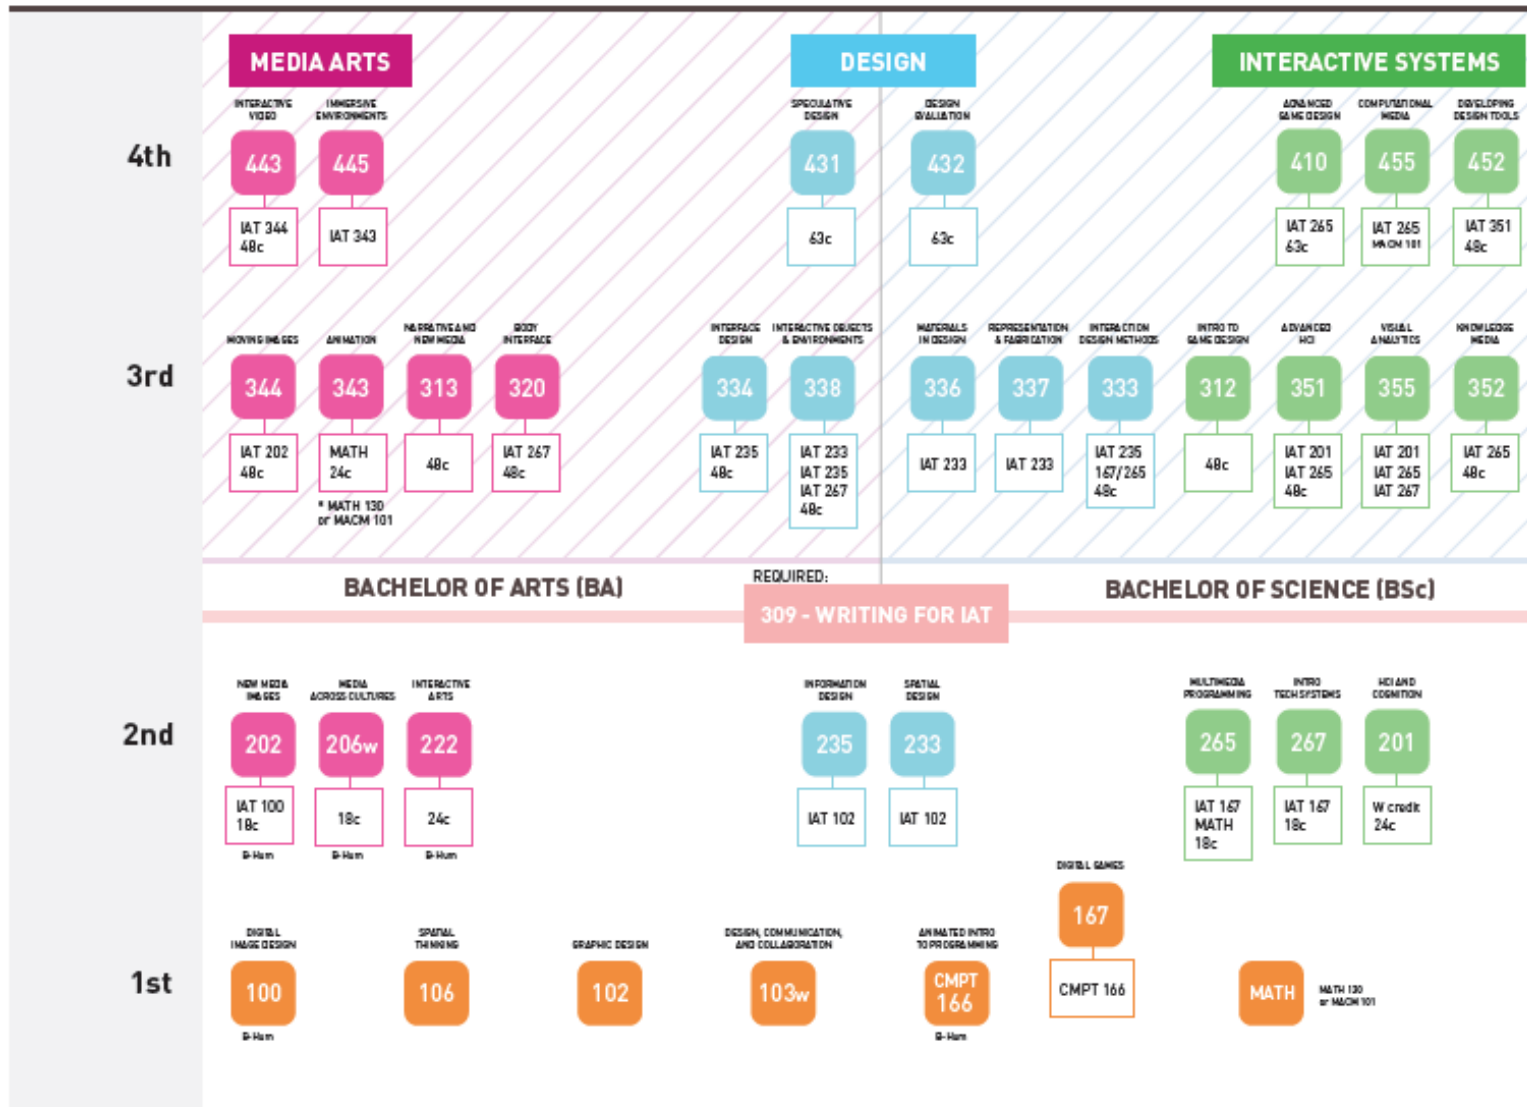 MEDIA ARTS
DESIGN
INTERACTIVE SYSTEMS
4th
INTERACTIVE
VIDEO
IMMERSIVE
ENVIRONMENTS
SPECULATIVE
DESIGN
DESIGN
EVALUATION
ADVANCED
GAME DESIGN
COMPUTATIONAL
MEDIA
DEVELOPING
DESIGN TOOLS
443
445
431
432
410
455
452
IAT 344
48c
IAT 343
63c
63c
IAT 265
63c
IAT 265
MACM 101
IAT 351
48c
3rd
MOVING IMAGES
ANIMATION
NARRATIVE AND
NEW MEDIA
BODY
INTERFACE
INTERFACE
DESIGN
INTERACTIVE OBJECTS
& ENVIRONMENTS
MATERIALS
IN DESIGN
REPRESENTATION
& FABRICATION
INTERACTION
DESIGN METHODS
INTRO TO
GAME DESIGN
ADVANCED
HCI
VISUAL
ANALYTICS
KNOWLEDGE
MEDIA
344
343
313
320
334
338
336
337
333
312
351
355
352
IAT 202
48c
MATH
24c
* MATH 130
or MACM 101
48c
IAT 267
48c
IAT 235
48c
IAT 233
IAT 235
IAT 267
48c
IAT 233
IAT 233
IAT 235
167/265
48c
48c
IAT 201
IAT 265
48c
IAT 201
IAT 265
IAT 267
IAT 265
48c
BACHELOR OF ARTS (BA)
REQUIRED:
309 - WRITING FOR IAT
BACHELOR OF SCIENCE (BSc)
2nd
NEW MEDIA
IMAGES
MEDIA
ACROSS CULTURES
INTERACTIVE
ARTS
INFORMATION
DESIGN
SPATIAL
DESIGN
MULTIMEDIA
PROGRAMMING
INTRO
TECH SYSTEMS
HCI AND
COGNITION
202
206w
222
235
233
265
267
201
IAT 100
18c
B-Hum
18c
B-Hum
24c
B-Hum
IAT 102
IAT 102
IAT 167
MATH
18c
IAT 167
18c
W credit
24c
1st
DIGITAL
IMAGE DESIGN
SPATIAL
THINKING
GRAPHIC DESIGN
DESIGN, COMMUNICATION,
AND COLLABORATION
ANIMATED INTRO
TO PROGRAMMING
DIGITAL GAMES
167
CMPT 166
100
B-Hum
106
102
103w
CMPT
166
B-Hum
MATH
MATH 130
or MACM 101